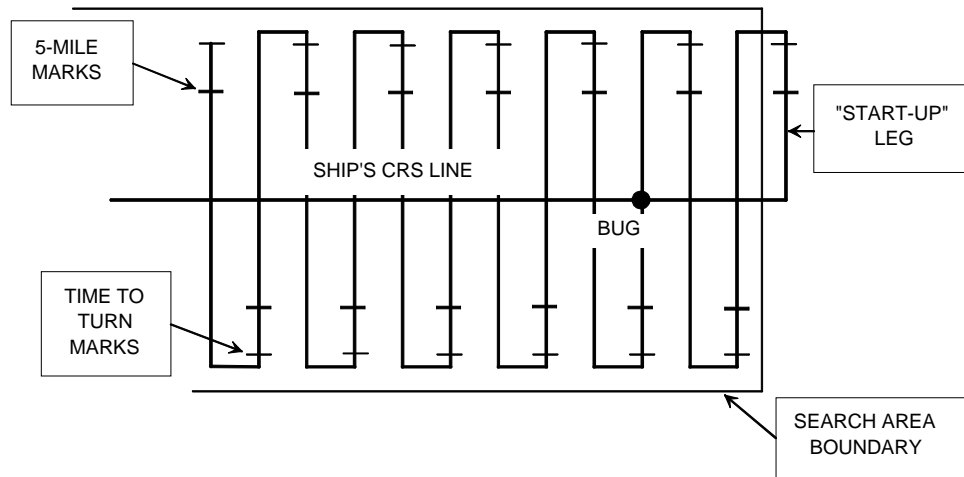 5-MILE
MARKS
"START-UP"
LEG
SHIP'S CRS LINE
BUG
TIME TO
TURN
MARKS
SEARCH AREA
BOUNDARY